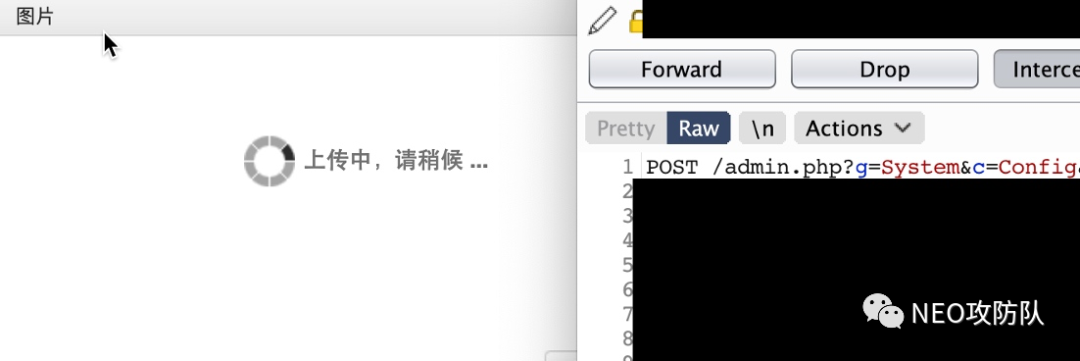 图片
上传中，请稍候 ...
Forward
Drop
Interce
Pretty
Raw
\n
Actions
1 POST /admin.php?g=System&c=Config
2
3
4
5
6
7
8
NEO攻防队